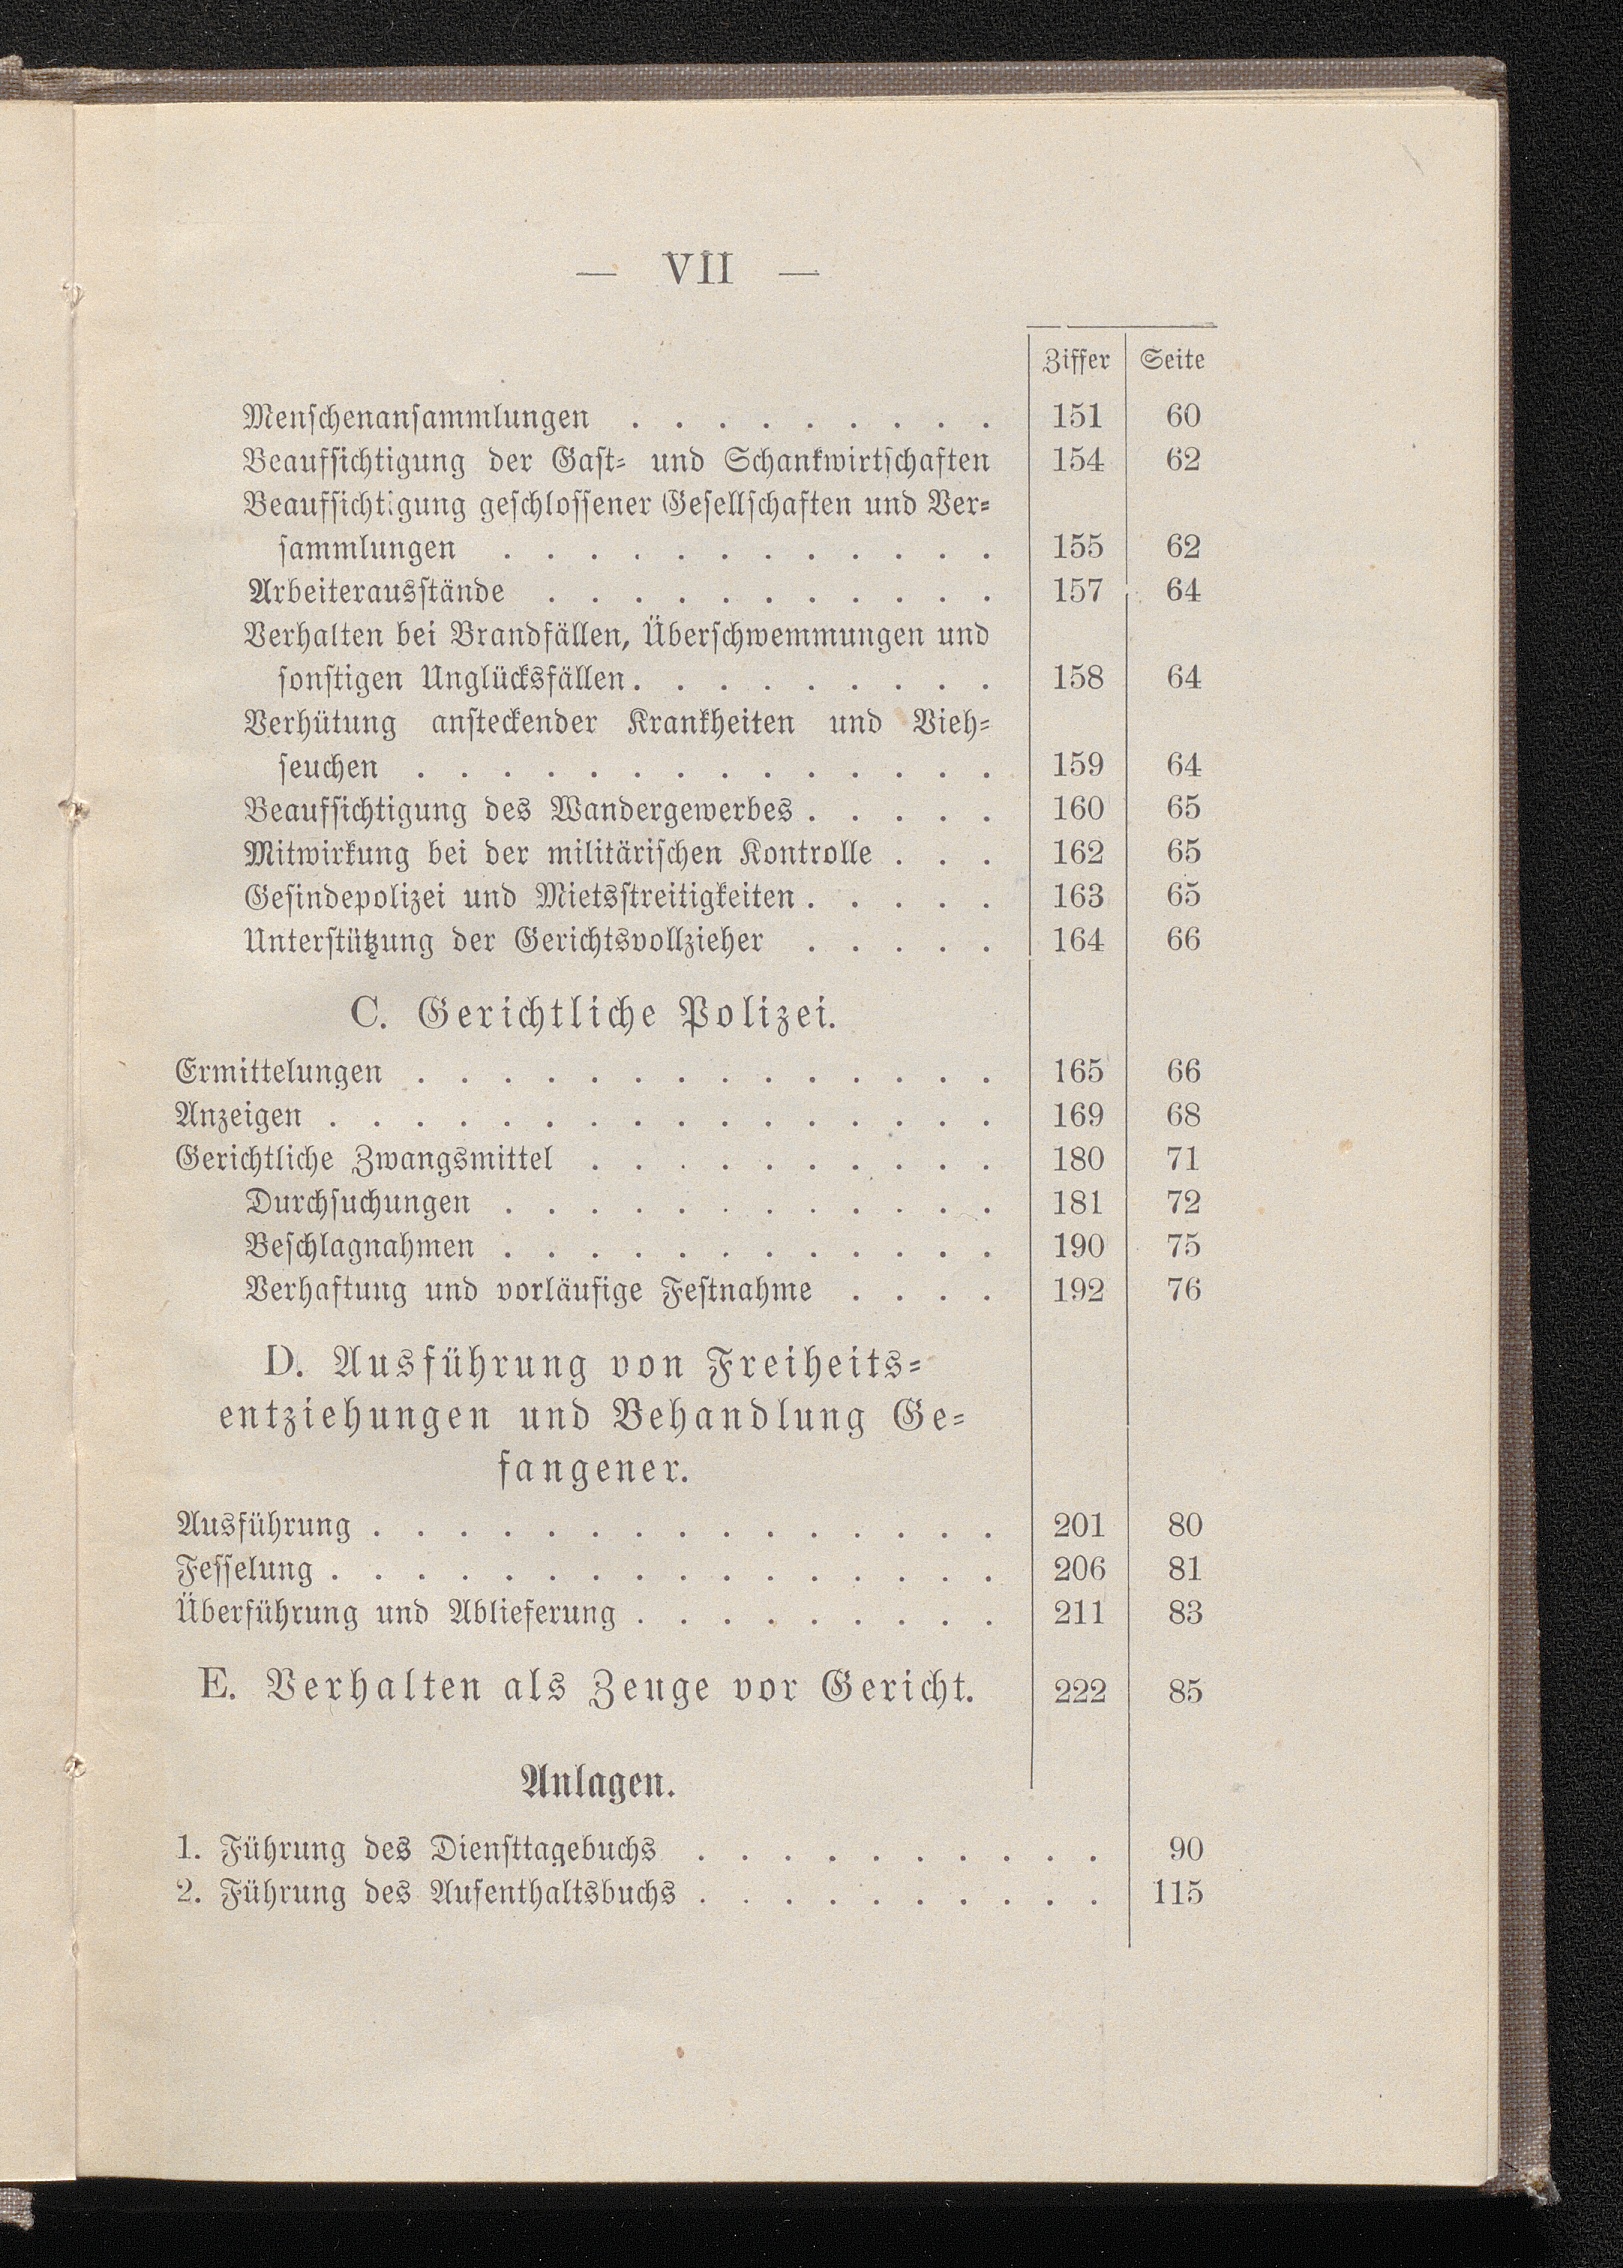 — VII —
Ziffer Seite
Menschenansammlungen . . . . . . . . . 151 60
Beaufsichtigung der Gast- und Schankwirtschaften 154 62
Beaufsichtigung geschlossener Gesellschaften und Ver-
sammlungen . . . . . . . . . . . . 155 62
Arbeiterausstände . . . . . . . . . . . 157 64
Verhalten bei Brandfällen, Überschwemmungen und
sonstigen Unglücksfällen. . . . . . . . . 158 64
Verhütung ansteckender Krankheiten und Vieh-
seuchen . . . . . . . . . . . . . . 159 64
Beaufsichtigung des Wandergewerbes . . . . . 160 65
Mitwirkung bei der militärischen Kontrolle . . . 162 65
Gesindepolizei und Mietsstreitigkeiten . . . . . 163 65
Unterstützung der Gerichtsvollzieher . . . . . 164 66
C. Gerichtliche Polizei.
Ermittelungen . . . . . . . . . . . . . . 165 66
Anzeigen . . . . . . . . . . . . . . . . 169 68
Gerichtliche Zwangsmittel . . . . . . . . . . 180 71
Durchsuchungen . . . . . . . . . . . . 181 72
Beschlagnahmen . . . . . . . . . . . . 190 75
Verhaftung und vorläufige Festnahme . . . . 192 76
D. Ausführung von Freiheits-
entziehungen und Behandlung Ge-
fangener.
Ausführung . . . . . . . . . . . . . . . 201 80
Fesselung . . . . . . . . . . . . . . . . 206 81
Überführung und Ablieferung . . . . . . . . . 211 83
E. Verhalten als Zeuge vor Gericht. 222 85
Anlagen.
1. Führung des Diensttagebuchs . . . . . . . . . . 90
2. Führung des Aufenthaltsbuchs . . . . . . . . . . 115